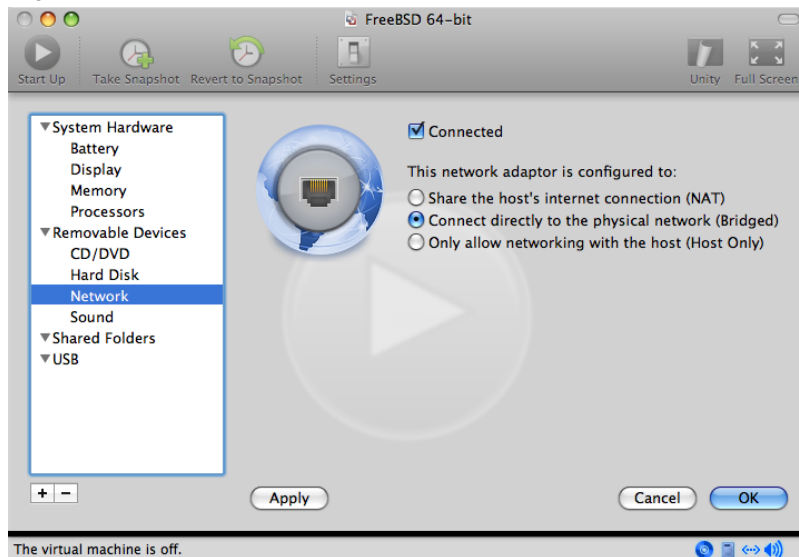 FreeBSD 64-bit
Start Up
Take Snapshot
Revert to Snapshot
Settings
Unity
Full Screen
System Hardware
Battery
Display
Memory
Processors
Removable Devices
CD/DVD
Hard Disk
Network
Sound
Shared Folders
USB
Connected
This network adaptor is configured to:
Share the host's internet connection (NAT)
Connect directly to the physical network (Bridged)
Only allow networking with the host (Host Only)
+ −
Apply
Cancel
OK
The virtual machine is off.